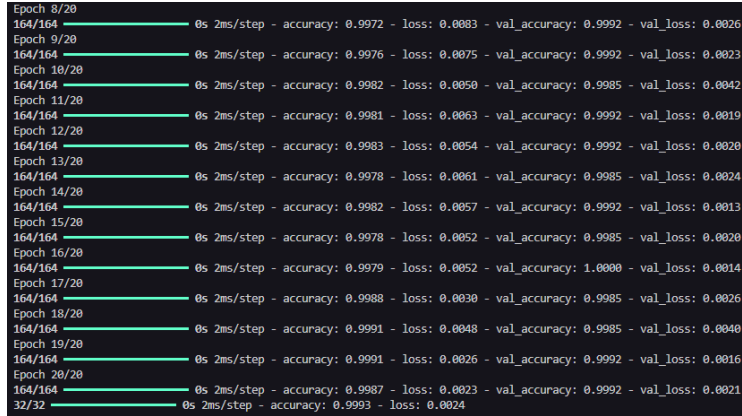 Epoch 8/20
164/164 0s 2ms/step - accuracy: 0.9972 - loss: 0.0083 - val_accuracy: 0.9992 - val_loss: 0.0026
Epoch 9/20
164/164 0s 2ms/step - accuracy: 0.9976 - loss: 0.0075 - val_accuracy: 0.9992 - val_loss: 0.0023
Epoch 10/20
164/164 0s 2ms/step - accuracy: 0.9982 - loss: 0.0050 - val_accuracy: 0.9985 - val_loss: 0.0042
Epoch 11/20
164/164 0s 2ms/step - accuracy: 0.9981 - loss: 0.0063 - val_accuracy: 0.9992 - val_loss: 0.0019
Epoch 12/20
164/164 0s 2ms/step - accuracy: 0.9983 - loss: 0.0054 - val_accuracy: 0.9992 - val_loss: 0.0020
Epoch 13/20
164/164 0s 2ms/step - accuracy: 0.9978 - loss: 0.0061 - val_accuracy: 0.9985 - val_loss: 0.0024
Epoch 14/20
164/164 0s 2ms/step - accuracy: 0.9982 - loss: 0.0057 - val_accuracy: 0.9992 - val_loss: 0.0013
Epoch 15/20
164/164 0s 2ms/step - accuracy: 0.9978 - loss: 0.0052 - val_accuracy: 0.9985 - val_loss: 0.0020
Epoch 16/20
164/164 0s 2ms/step - accuracy: 0.9979 - loss: 0.0052 - val_accuracy: 1.0000 - val_loss: 0.0014
Epoch 17/20
164/164 0s 2ms/step - accuracy: 0.9988 - loss: 0.0030 - val_accuracy: 0.9985 - val_loss: 0.0026
Epoch 18/20
164/164 0s 2ms/step - accuracy: 0.9991 - loss: 0.0048 - val_accuracy: 0.9985 - val_loss: 0.0040
Epoch 19/20
164/164 0s 2ms/step - accuracy: 0.9991 - loss: 0.0026 - val_accuracy: 0.9992 - val_loss: 0.0016
Epoch 20/20
164/164 0s 2ms/step - accuracy: 0.9987 - loss: 0.0023 - val_accuracy: 0.9992 - val_loss: 0.0021
32/32 0s 2ms/step - accuracy: 0.9993 - loss: 0.0024